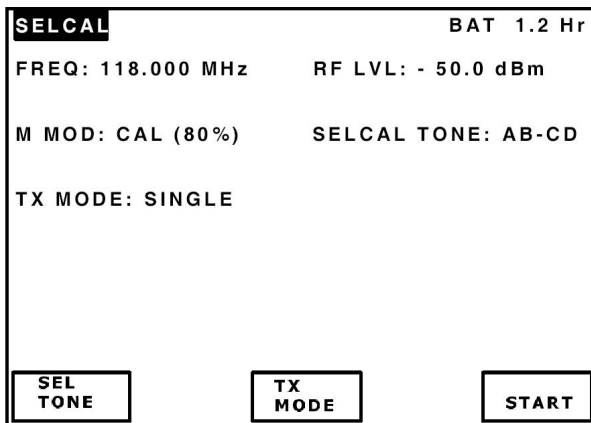 SELCAL BAT 1.2 Hr
FREQ: 118.000 MHz RF LVL: - 50.0 dBm
M MOD: CAL (80%) SELCAL TONE: AB-CD
TX MODE: SINGLE
SEL TONE
TX MODE
START